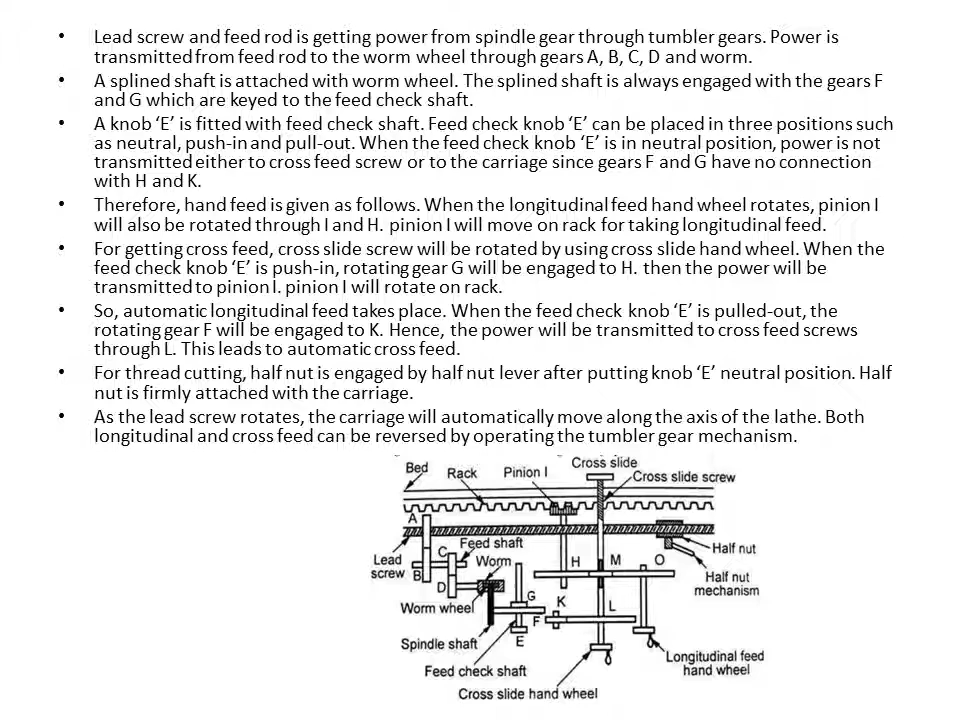 • Lead screw and feed rod is getting power from spindle gear through tumbler gears. Power is
transmitted from feed rod to the worm wheel through gears A, B, C, D and worm.
• A splined shaft is attached with worm wheel. The splined shaft is always engaged with the gears F
and G which are keyed to the feed check shaft.
• A knob ‘E’ is fitted with feed check shaft. Feed check knob ‘E’ can be placed in three positions such
as neutral, push-in and pull-out. When the feed check knob ‘E’ is in neutral position, power is not
transmitted either to cross feed screw or to the carriage since gears F and G have no connection
with H and K.
• Therefore, hand feed is given as follows. When the longitudinal feed hand wheel rotates, pinion I
will also be rotated through I and H. pinion I will move on rack for taking longitudinal feed.
• For getting cross feed, cross slide screw will be rotated by using cross slide hand wheel. When the
feed check knob ‘E’ is push-in, rotating gear G will be engaged to H. then the power will be
transmitted to pinion I. pinion I will rotate on rack.
• So, automatic longitudinal feed takes place. When the feed check knob ‘E’ is pulled-out, the
rotating gear F will be engaged to K. Hence, the power will be transmitted to cross feed screws
through L. This leads to automatic cross feed.
• For thread cutting, half nut is engaged by half nut lever after putting knob ‘E’ neutral position. Half
nut is firmly attached with the carriage.
• As the lead screw rotates, the carriage will automatically move along the axis of the lathe. Both
longitudinal and cross feed can be reversed by operating the tumbler gear mechanism.
Bed
Rack
Pinion I
Cross slide
Cross slide screw
A
Lead
screw
Feed shaft
C
Worm
B
D
H
M
O
Half nut
Half nut
mechanism
Worm wheel
G
K
L
F
E
Spindle shaft
Feed check shaft
Longitudinal feed
hand wheel
Cross slide hand wheel